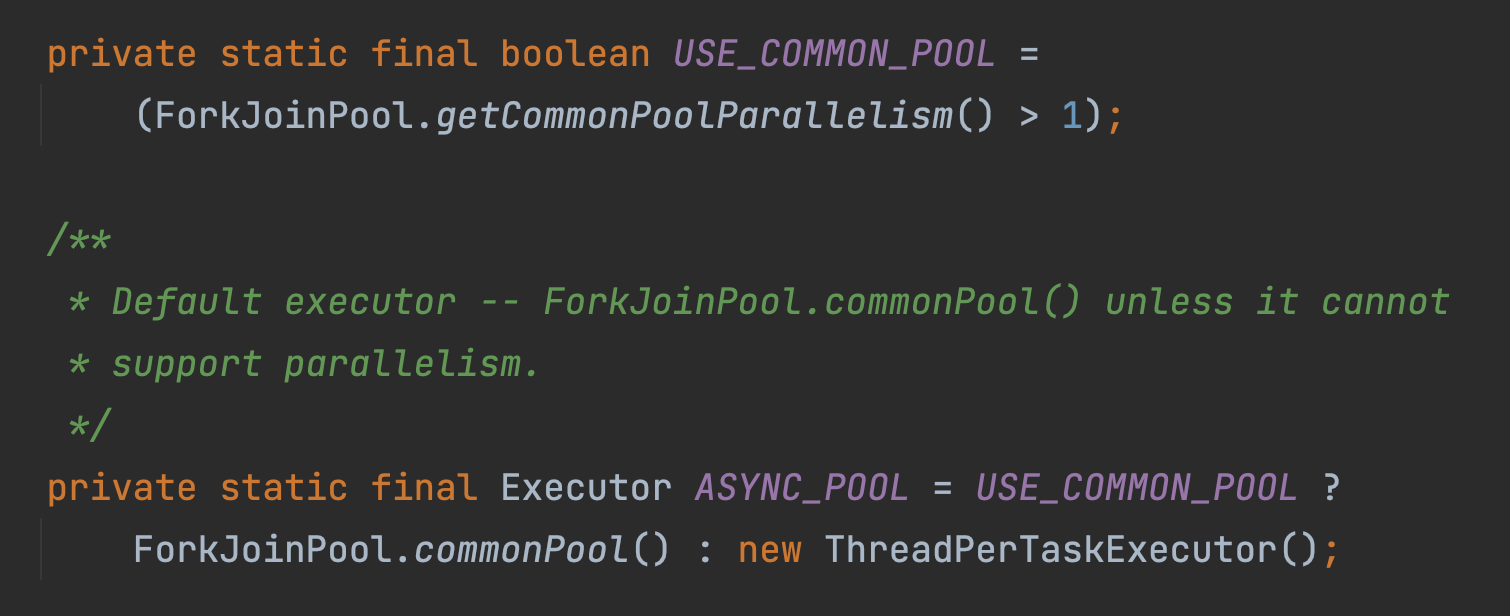 private static final boolean USE_COMMON_POOL =
(ForkJoinPool.getCommonPoolParallelism() > 1);
/**
* Default executor -- ForkJoinPool.commonPool() unless it cannot
* support parallelism.
*/
private static final Executor ASYNC_POOL = USE_COMMON_POOL ?
ForkJoinPool.commonPool() : new ThreadPerTaskExecutor();